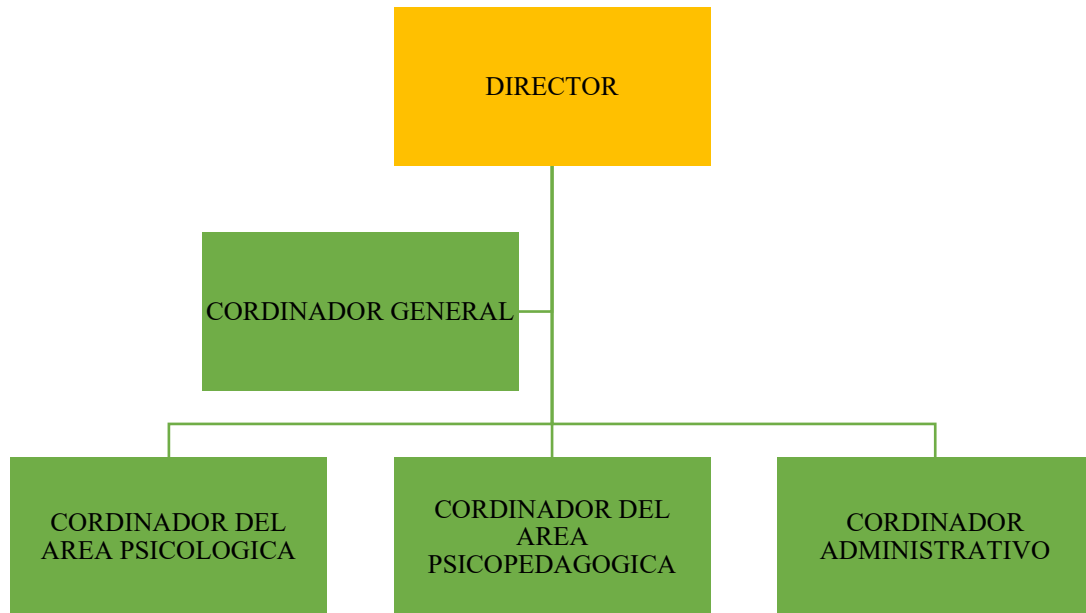 DIRECTOR
CORDINADOR GENERAL
CORDINADOR DEL
AREA PSICOLOGICA
CORDINADOR DEL
AREA
PSICOPEDAGOGICA
CORDINADOR
ADMINISTRATIVO